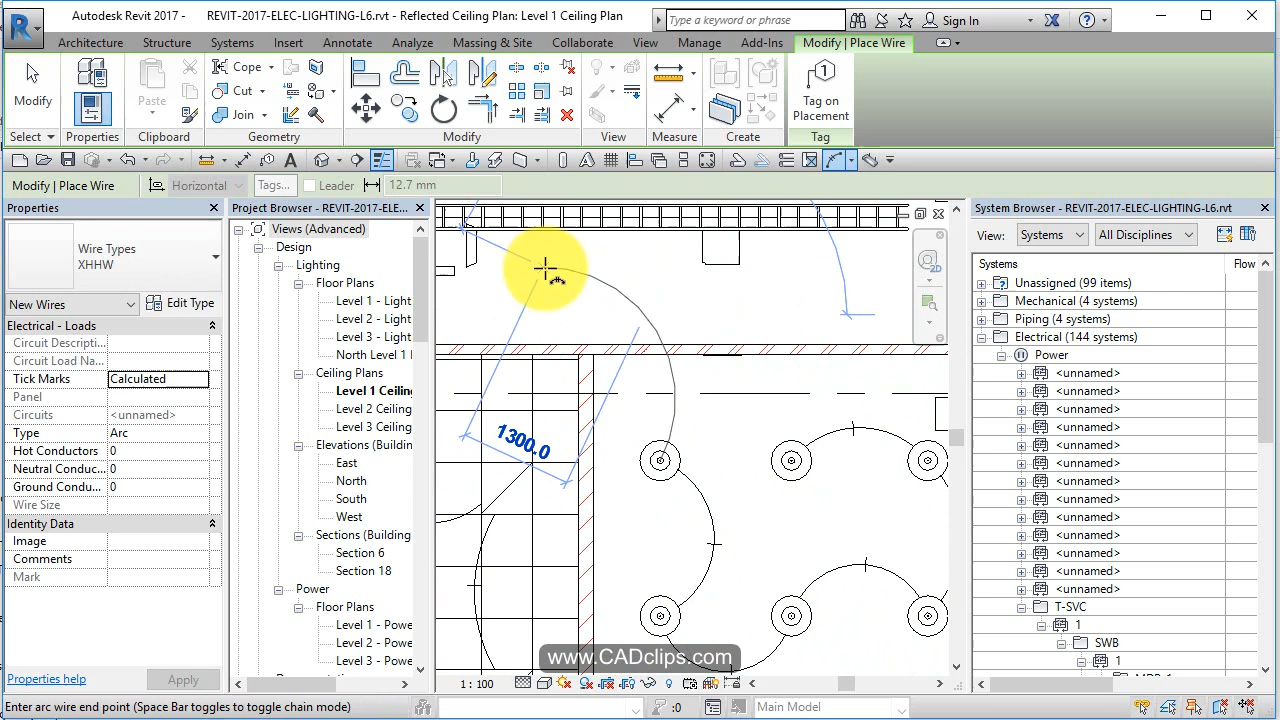 Autodesk Revit 2017 - REVIT-2017-ELEC-LIGHTING-L6.rvt - Reflected Ceiling Plan: Level 1 Ceiling Plan
Type a keyword or phrase
Sign In
Architecture Structure Systems Insert Annotate Analyze Massing & Site Collaborate View Manage Add-Ins Modify | Place Wire
Modify
Paste
Cope
Cut
Join
Tag on
Placement
Select Properties Clipboard Geometry Modify View Measure Create Tag
Modify | Place Wire Horizontal Tags... Leader 12.7 mm
Properties
Wire Types
XHHW
New Wires Edit Type
Electrical - Loads
Circuit Descripti...
Circuit Load Na...
Tick Marks Calculated
Panel
Circuits <unnamed>
Type Arc
Hot Conductors 0
Neutral Conduc... 0
Ground Condu... 0
Wire Size
Identity Data
Image
Comments
Mark
Properties help Apply
Project Browser - REVIT-2017-ELE...
Views (Advanced)
Design
Lighting
Floor Plans
Level 1 - Light
Level 2 - Light
Level 3 - Light
North Level 1
Ceiling Plans
Level 1 Ceiling
Level 2 Ceiling
Level 3 Ceiling
Elevations (Building
East
North
South
West
Sections (Building
Section 6
Section 18
Power
Floor Plans
Level 1 - Powe
Level 2 - Powe
Level 3 - Powe
2D
1300.0
www.CADclips.com
1 : 100
System Browser - REVIT-2017-ELEC-LIGHTING-L6.rvt
View: Systems All Disciplines
Systems Flow
Unassigned (99 items)
Mechanical (4 systems)
Piping (4 systems)
Electrical (144 systems)
Power
<unnamed>
<unnamed>
<unnamed>
<unnamed>
<unnamed>
<unnamed>
<unnamed>
<unnamed>
<unnamed>
<unnamed>
<unnamed>
<unnamed>
<unnamed>
T-SVC
1
SWB
1
Enter arc wire end point (Space Bar toggles to toggle chain mode) :0 Main Model